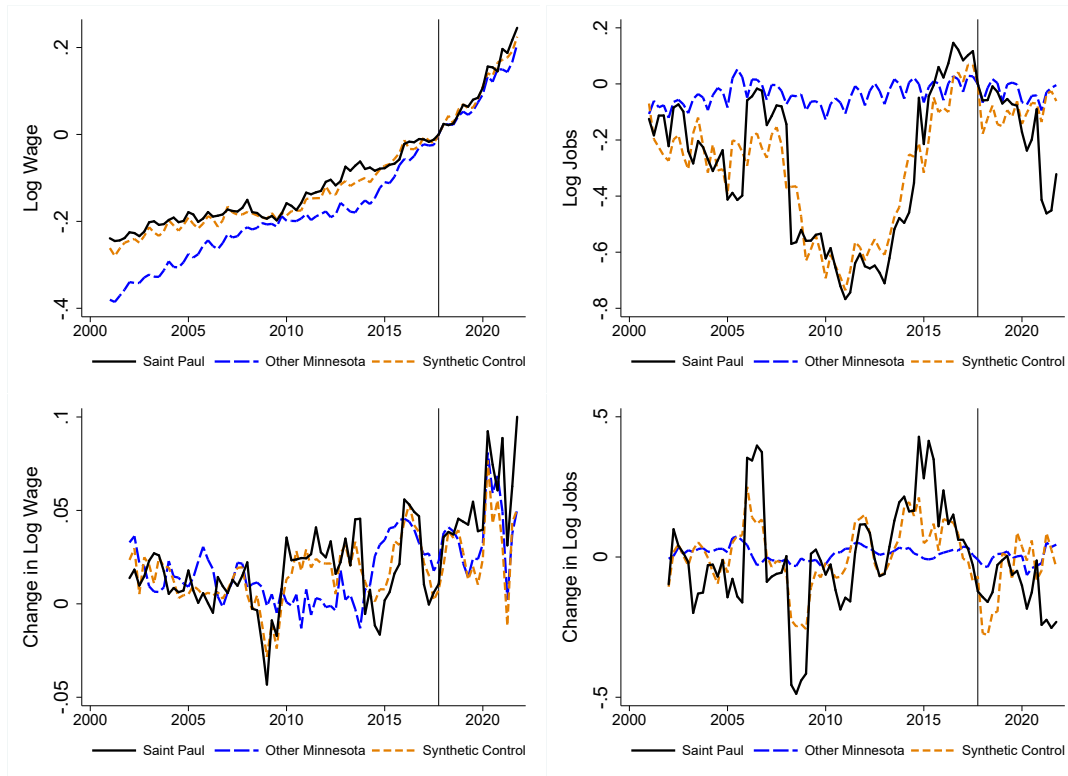 Log Wage
.2
0
-.2
-.4
2000 2005 2010 2015 2020
Saint Paul Other Minnesota Synthetic Control
Log Jobs
.2
0
-.2
-.4
-.6
-.8
2000 2005 2010 2015 2020
Saint Paul Other Minnesota Synthetic Control
Change in Log Wage
.1
.05
0
-.05
2000 2005 2010 2015 2020
Saint Paul Other Minnesota Synthetic Control
Change in Log Jobs
.5
0
-.5
2000 2005 2010 2015 2020
Saint Paul Other Minnesota Synthetic Control